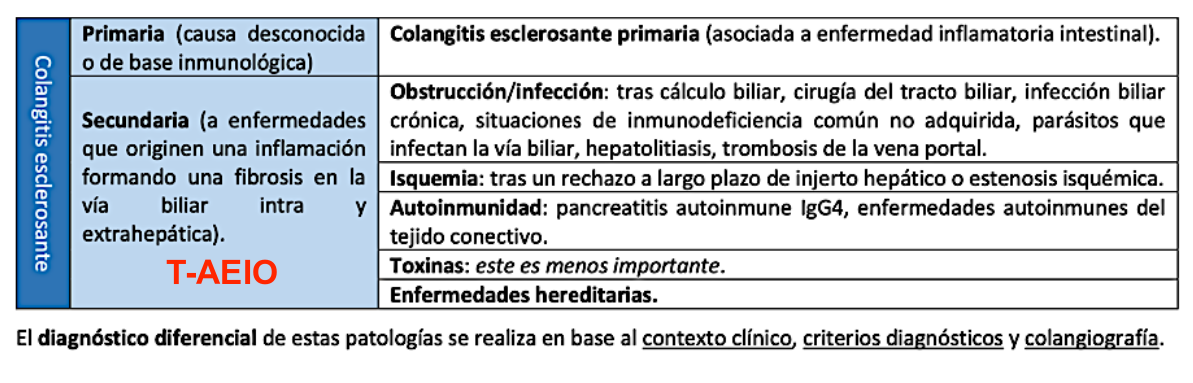 Colangitis esclerosante
Primaria (causa desconocida
o de base inmunológica)
Colangitis esclerosante primaria (asociada a enfermedad inflamatoria intestinal).
Secundaria (a enfermedades
que originen una inflamación
formando una fibrosis en la
vía biliar intra y
extrahepática).
T-AEIO
Obstrucción/infección: tras cálculo biliar, cirugía del tracto biliar, infección biliar
crónica, situaciones de inmunodeficiencia común no adquirida, parásitos que
infectan la vía biliar, hepatolitiasis, trombosis de la vena portal.
Isquemia: tras un rechazo a largo plazo de injerto hepático o estenosis isquémica.
Autoinmunidad: pancreatitis autoinmune IgG4, enfermedades autoinmunes del
tejido conectivo.
Toxinas: este es menos importante.
Enfermedades hereditarias.
El diagnóstico diferencial de estas patologías se realiza en base al contexto clínico, criterios diagnósticos y colangiografía.